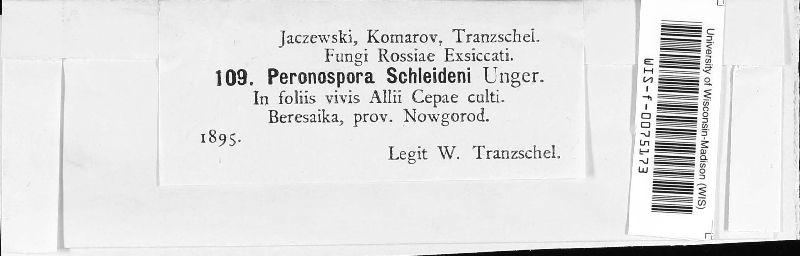 Jaczewski, Komarov, Tranzschel.
Fungi Rossiae Exsiccati.
109. Peronospora Schleideni Unger.
In foliis vivis Allii Cepae culti.
Beresaika, prov. Nowgorod.
1895.
Legit W. Tranzschel.
University of Wisconsin-Madison (WIS)
WIS-f-0075173